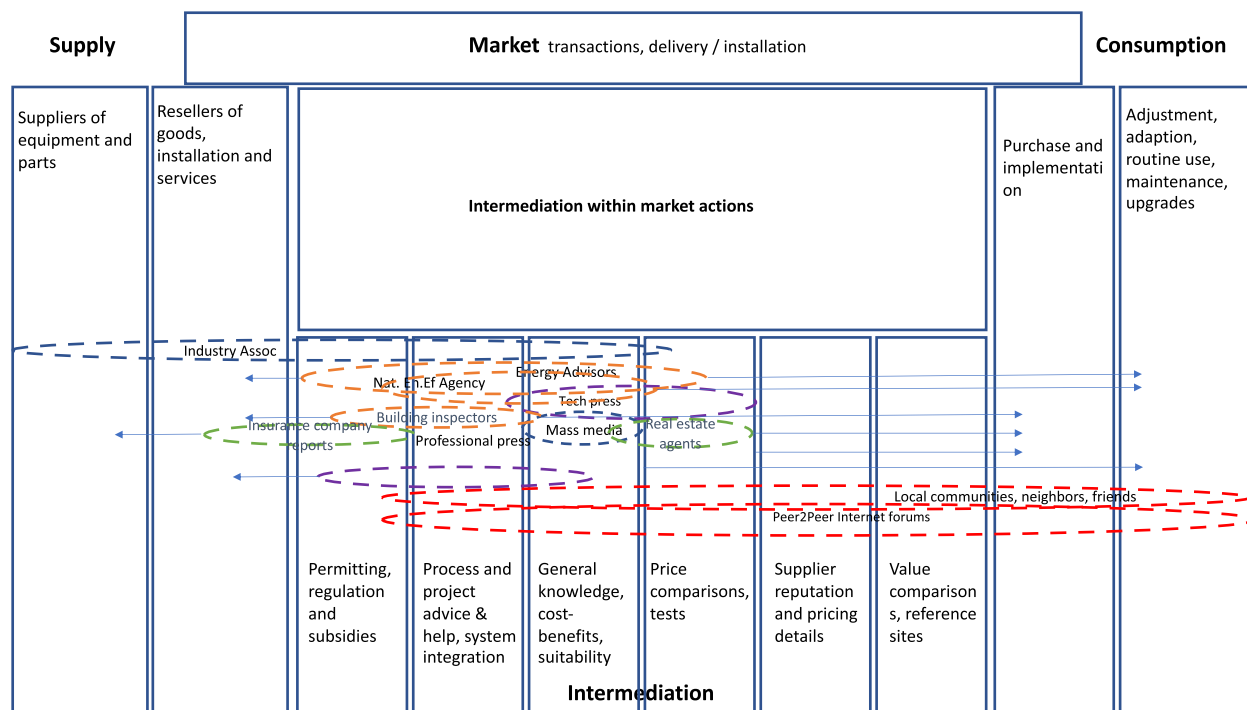 Supply
Market transactions, delivery / installation
Consumption
Suppliers of
equipment and
parts
Resellers of
goods,
installation and
services
Intermediation within market actions
Purchase and
implementati
on
Adjustment,
adaption,
routine use,
maintenance,
upgrades
Industry Assoc
Energy Advisors
Nat. En.Ef Agency
Tech press
Building inspectors
Insurance company
reports
Professional press
Mass media
Real estate
agents
Local communities, neighbors, friends
Peer2Peer Internet forums
Permitting,
regulation
and
subsidies
Process and
project
advice &
help, system
integration
General
knowledge,
cost-
benefits,
suitability
Price
comparisons,
tests
Supplier
reputation
and pricing
details
Value
comparison
s, reference
sites
Intermediation